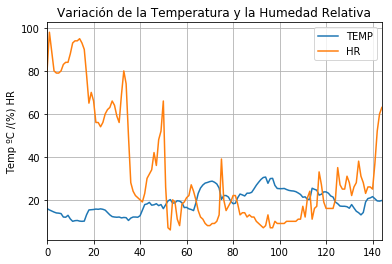 Variación de la Temperatura y la Humedad Relativa
100
80
60
40
20
Temp ºC /(%) HR
TEMP
HR
0 20 40 60 80 100 120 140